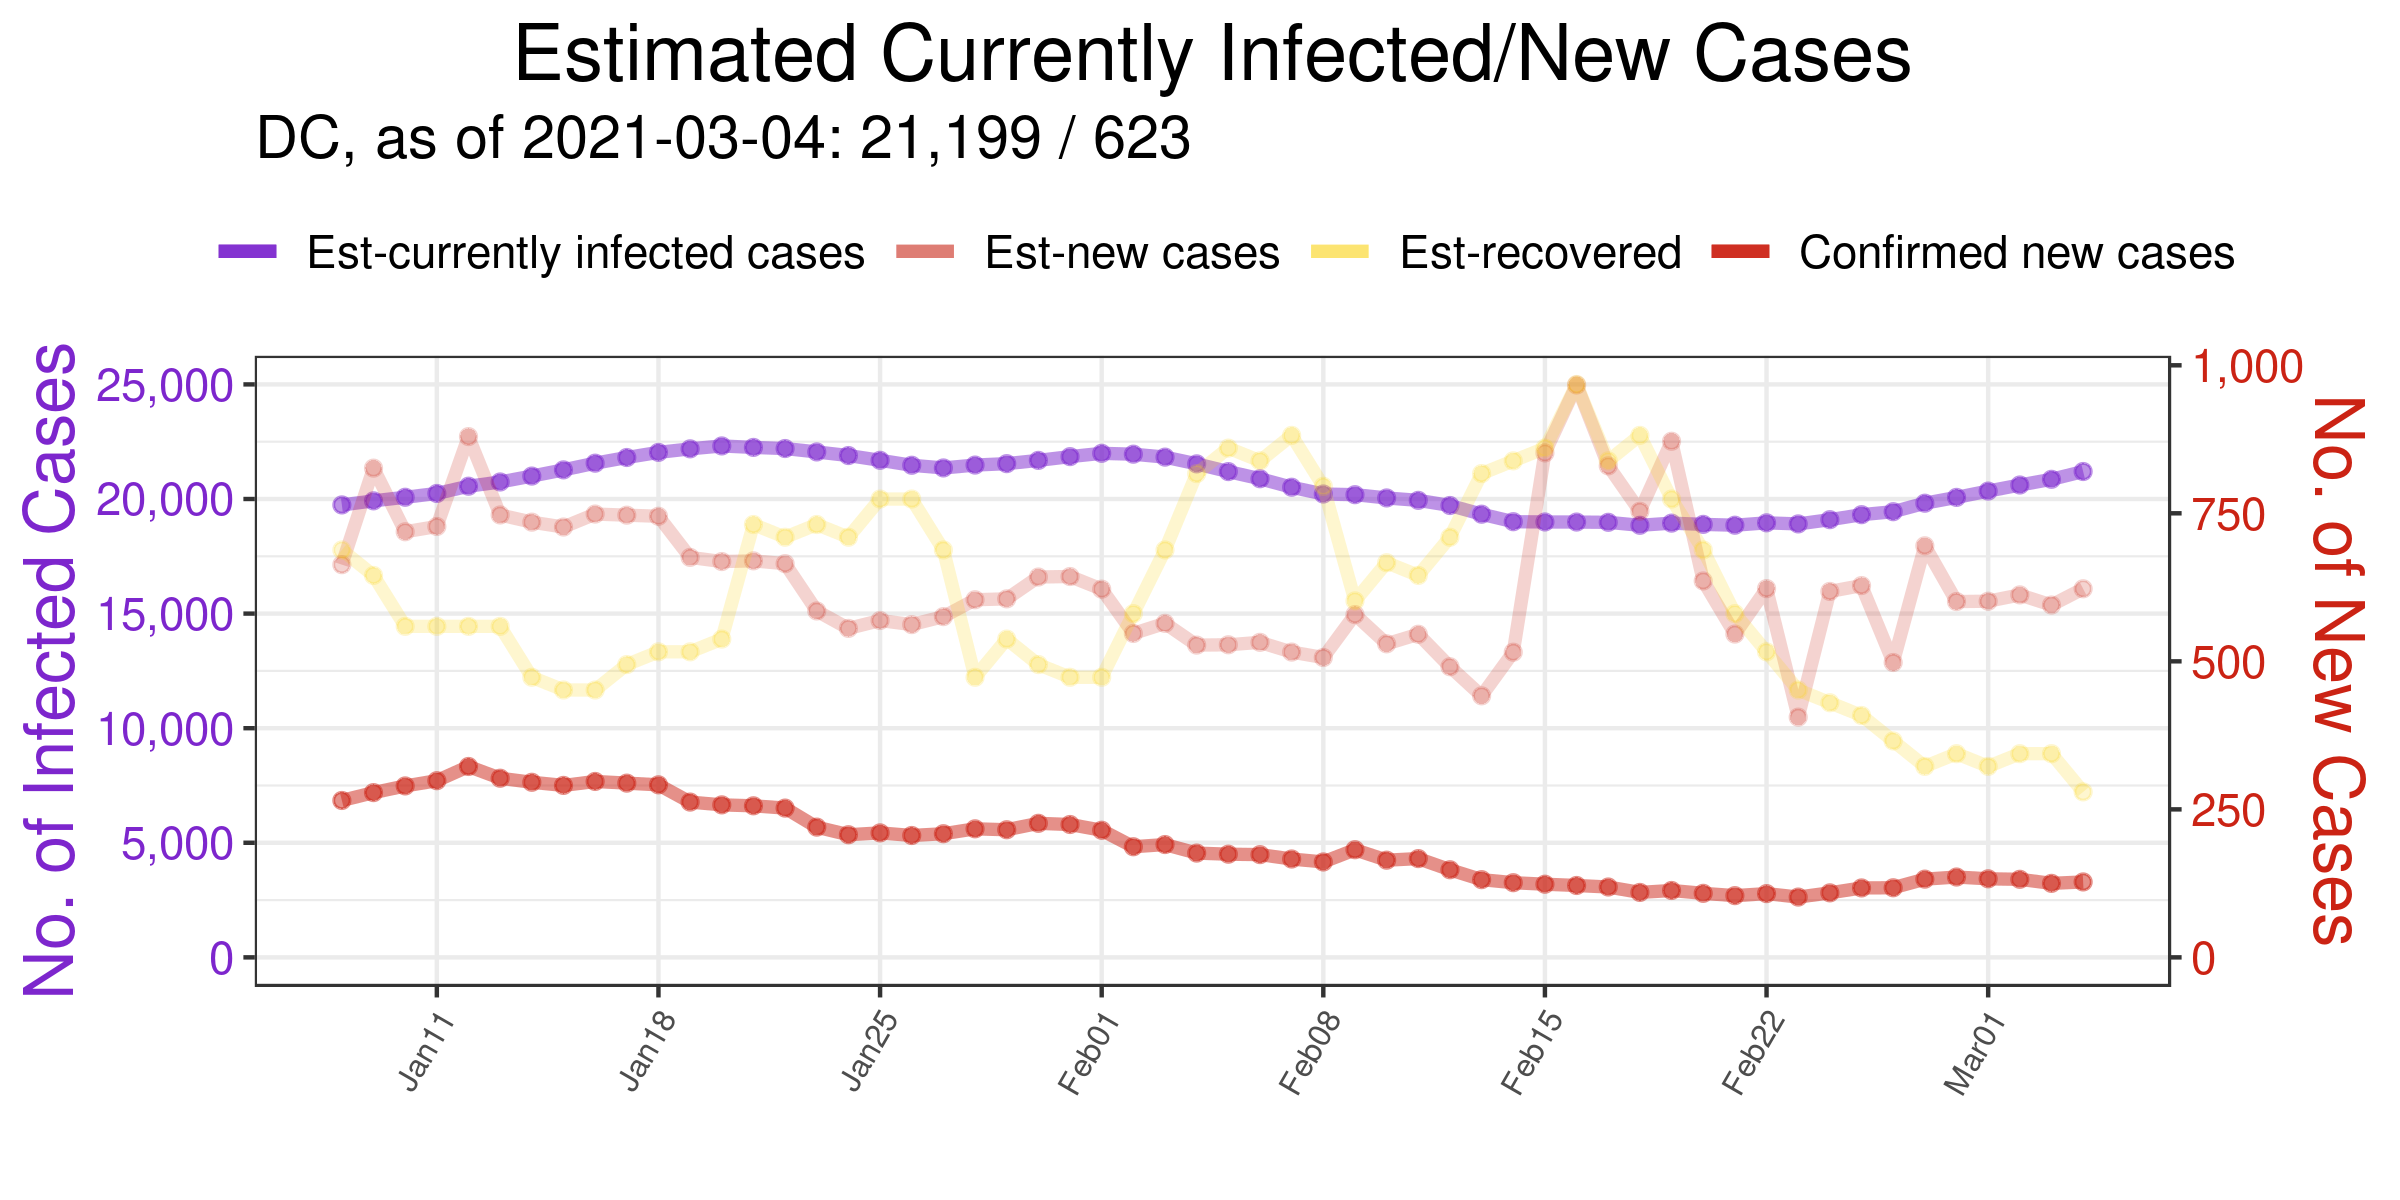 Estimated Currently Infected/New Cases
DC, as of 2021-03-04: 21,199 / 623
Est-currently infected cases Est-new cases Est-recovered Confirmed new cases
No. of Infected Cases
25,000
20,000
15,000
10,000
5,000
0
1,000
750
500
250
0
No. of New Cases
Jan11 Jan18 Jan25 Feb01 Feb08 Feb15 Feb22 Mar01